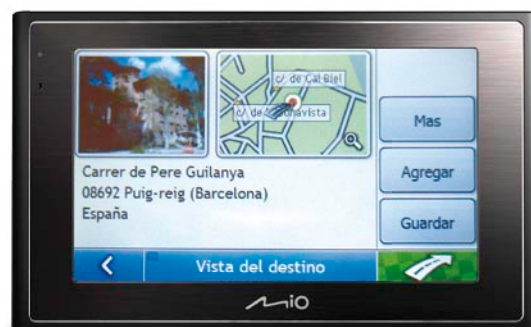 c/ de Cal Biel
c/ de
navista
Mas
Carrer de Pere Guilanya
08692 Puig-reig (Barcelona)
España
Agregar
Guardar
Vista del destino
Mio